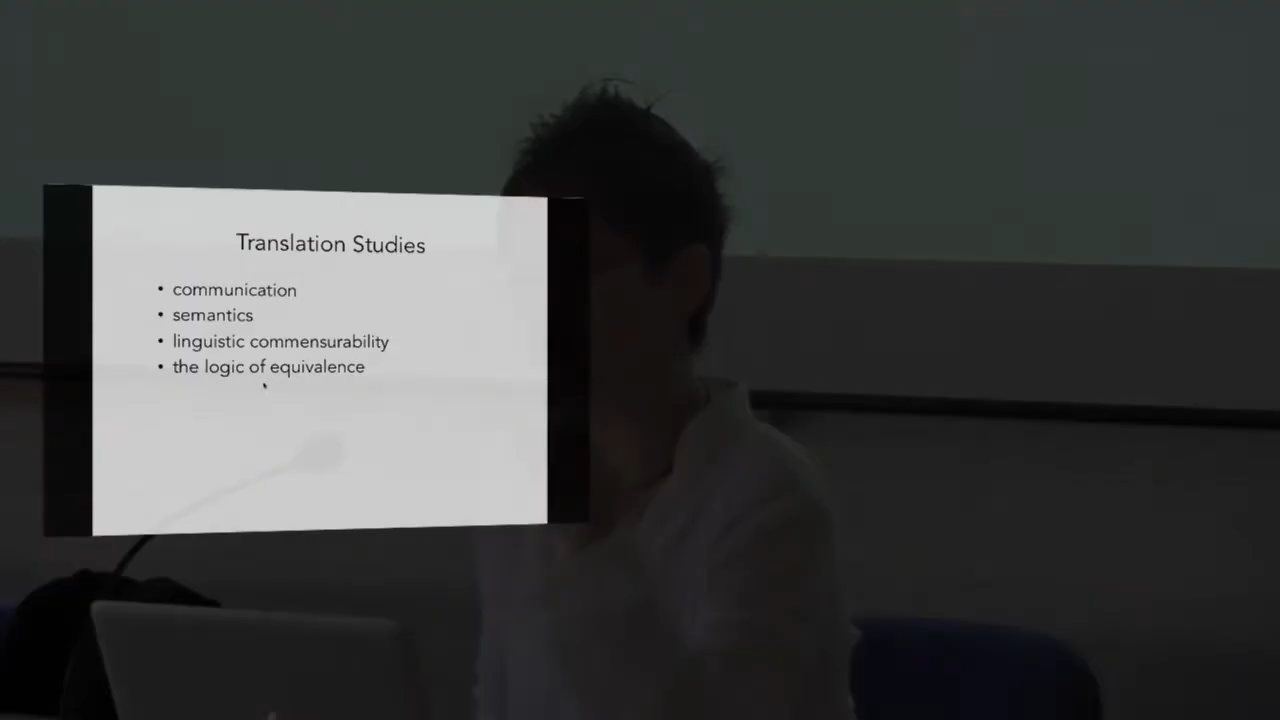 Translation Studies
• communication
• semantics
• linguistic commensurability
• the logic of equivalence